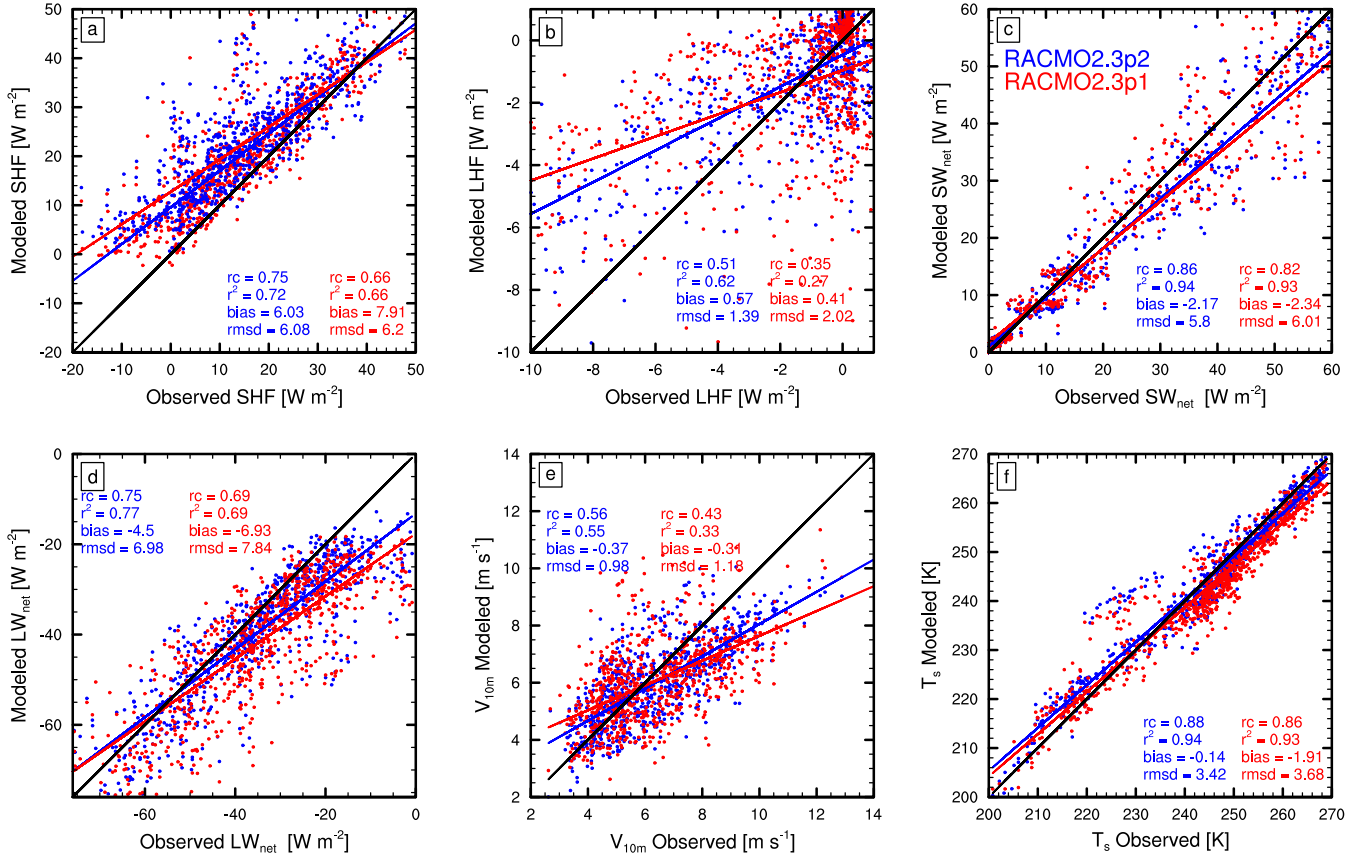 a
50
40
30
20
10
0
-10
-20
Modeled SHF [W m⁻²]
-20 -10 0 10 20 30 40 50
Observed SHF [W m⁻²]
rc = 0.75
r² = 0.72
bias = 6.03
rmsd = 6.08
rc = 0.66
r² = 0.66
bias = 7.91
rmsd = 6.2
b
0
-2
-4
-6
-8
-10
Modeled LHF [W m⁻²]
-10 -8 -6 -4 -2 0
Observed LHF [W m⁻²]
rc = 0.51
r² = 0.62
bias = 0.57
rmsd = 1.39
rc = 0.35
r² = 0.27
bias = 0.41
rmsd = 2.02
c
RACMO2.3p2
RACMO2.3p1
60
50
40
30
20
10
0
Modeled SWnet [W m⁻²]
0 10 20 30 40 50 60
Observed SWnet [W m⁻²]
rc = 0.86
r² = 0.94
bias = -2.17
rmsd = 5.8
rc = 0.82
r² = 0.93
bias = -2.34
rmsd = 6.01
d
0
-20
-40
-60
Modeled LWnet [W m⁻²]
-60 -40 -20 0
Observed LWnet [W m⁻²]
rc = 0.75
r² = 0.77
bias = -4.5
rmsd = 6.98
rc = 0.69
r² = 0.69
bias = -6.93
rmsd = 7.84
e
14
12
10
8
6
4
2
V10m Modeled [m s⁻¹]
2 4 6 8 10 12 14
V10m Observed [m s⁻¹]
rc = 0.56
r² = 0.55
bias = -0.37
rmsd = 0.98
rc = 0.43
r² = 0.33
bias = -0.31
rmsd = 1.18
f
270
260
250
240
230
220
210
200
Ts Modeled [K]
200 210 220 230 240 250 260 270
Ts Observed [K]
rc = 0.88
r² = 0.94
bias = -0.14
rmsd = 3.42
rc = 0.86
r² = 0.93
bias = -1.91
rmsd = 3.68